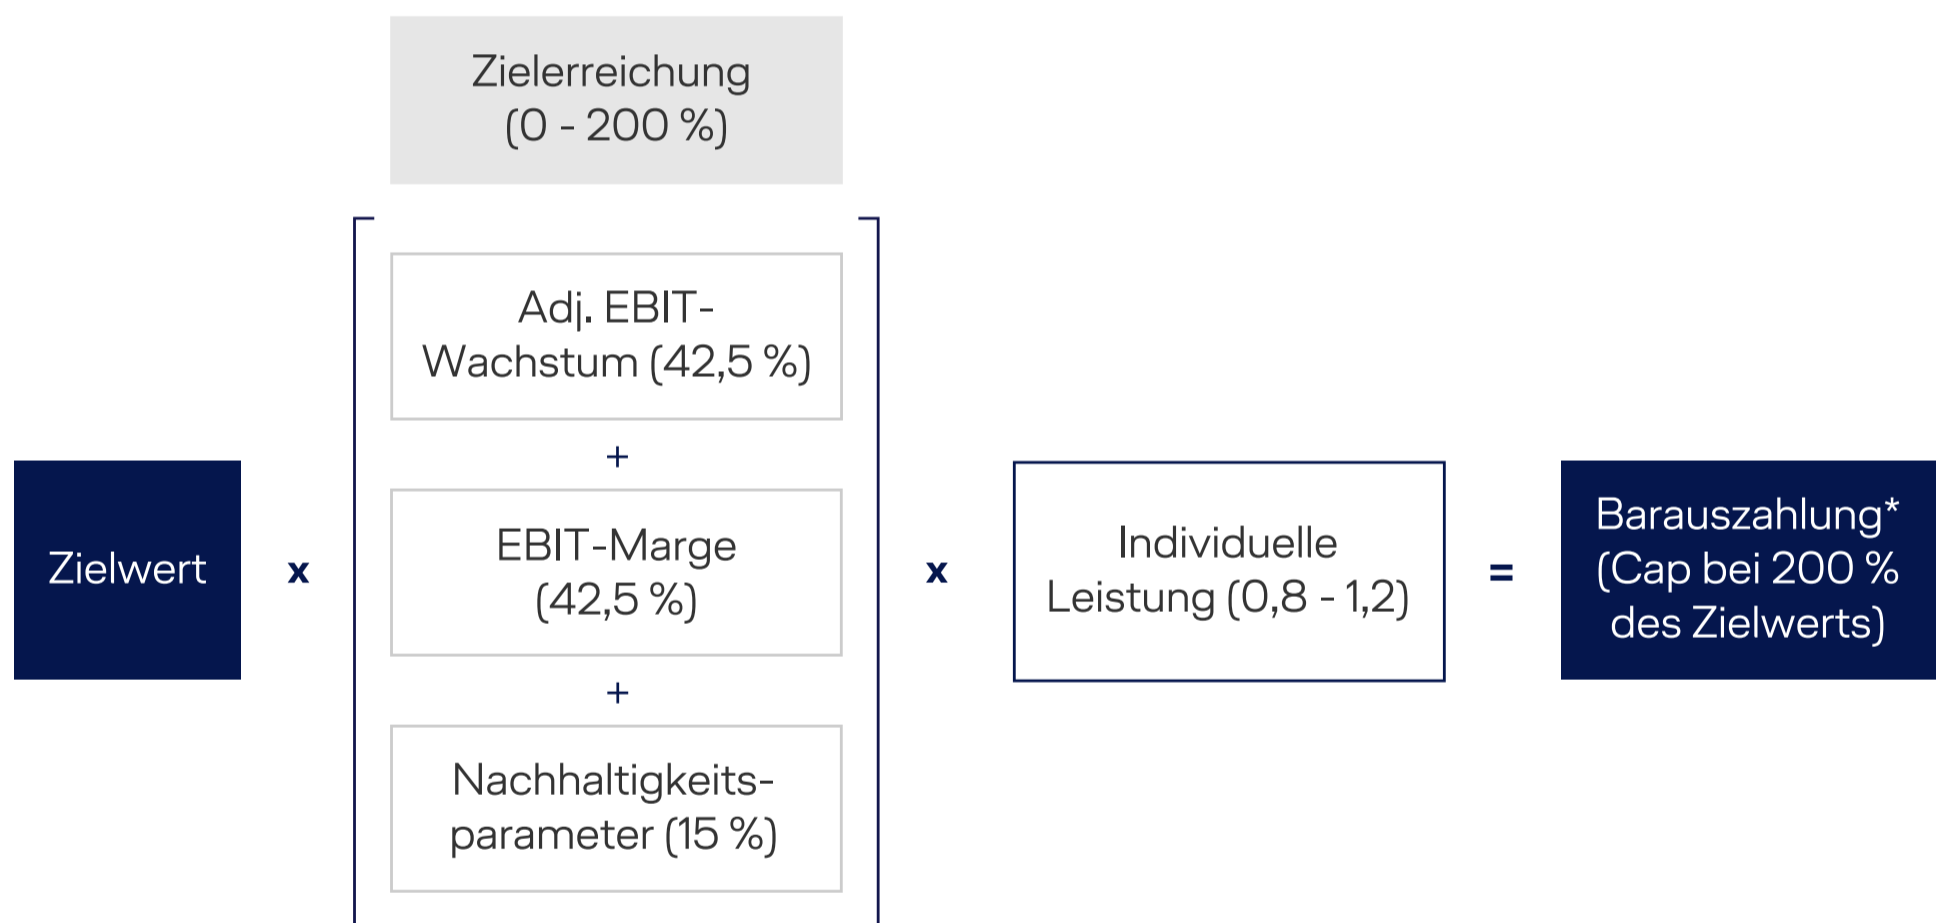 Zielerreichung
(0 - 200 %)
Adj. EBIT-
Wachstum (42,5 %)
+
EBIT-Marge
(42,5 %)
+
Nachhaltigkeits-
parameter (15 %)
Zielwert
x
x
Individuelle
Leistung (0,8 - 1,2)
=
Barauszahlung*
(Cap bei 200 %
des Zielwerts)